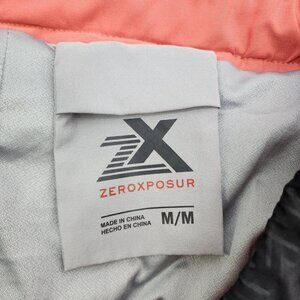 ZX
ZEROXPOSUR
MADE IN CHINA
HECHO EN CHINA
M/M